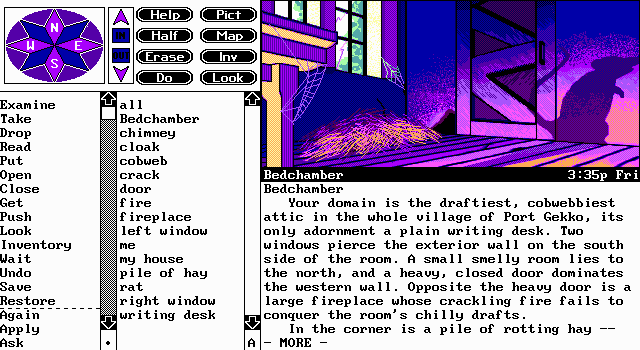 N
W E
S
IN
OUT
Help
Pict
Half
Map
Erase
Inv
Do
Look
Examine
Take
Drop
Read
Put
Open
Close
Get
Push
Look
Inventory
Wait
Undo
Save
Restore
Again
Apply
Ask
all
Bedchamber
chimney
cloak
cobweb
crack
door
fire
fireplace
left window
me
my house
pile of hay
rat
right window
writing desk
A
Bedchamber 3:35p Fri
Bedchamber
Your domain is the draftiest, cobwebbiest
attic in the whole village of Port Gekko, its
only adornment a plain writing desk. Two
windows pierce the exterior wall on the south
side of the room. A small smelly room lies to
the north, and a heavy, closed door dominates
the western wall. Opposite the heavy door is a
large fireplace whose crackling fire fails to
conquer the room's chilly drafts.
In the corner is a pile of rotting hay --
- MORE -